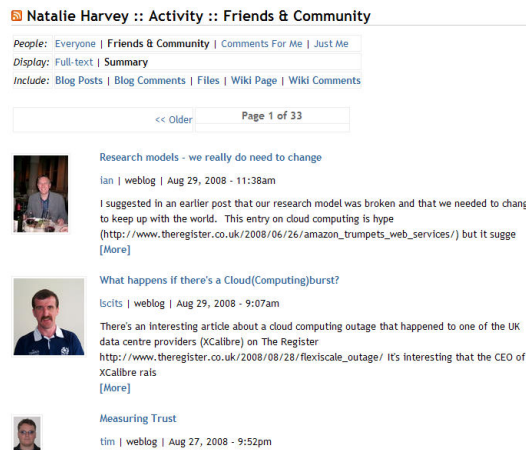 Natalie Harvey :: Activity :: Friends & Community
People: Everyone | Friends & Community | Comments For Me | Just Me
Display: Full-text | Summary
Include: Blog Posts | Blog Comments | Files | Wiki Page | Wiki Comments
<< Older Page 1 of 33
Research models - we really do need to change
ian | weblog | Aug 29, 2008 - 11:38am
I suggested in an earlier post that our research model was broken and that we needed to chang
to keep up with the world. This entry on cloud computing is hype
(http://www.theregister.co.uk/2008/06/26/amazon_trumpets_web_services/) but it sugge
[More]
What happens if there's a Cloud(Computing)burst?
lscits | weblog | Aug 29, 2008 - 9:07am
There's an interesting article about a cloud computing outage that happened to one of the UK
data centre providers (XCalibre) on The Register
http://www.theregister.co.uk/2008/08/28/flexiscale_outage/ It's interesting that the CEO of
XCalibre rais
[More]
Measuring Trust
tim | weblog | Aug 27, 2008 - 9:52pm